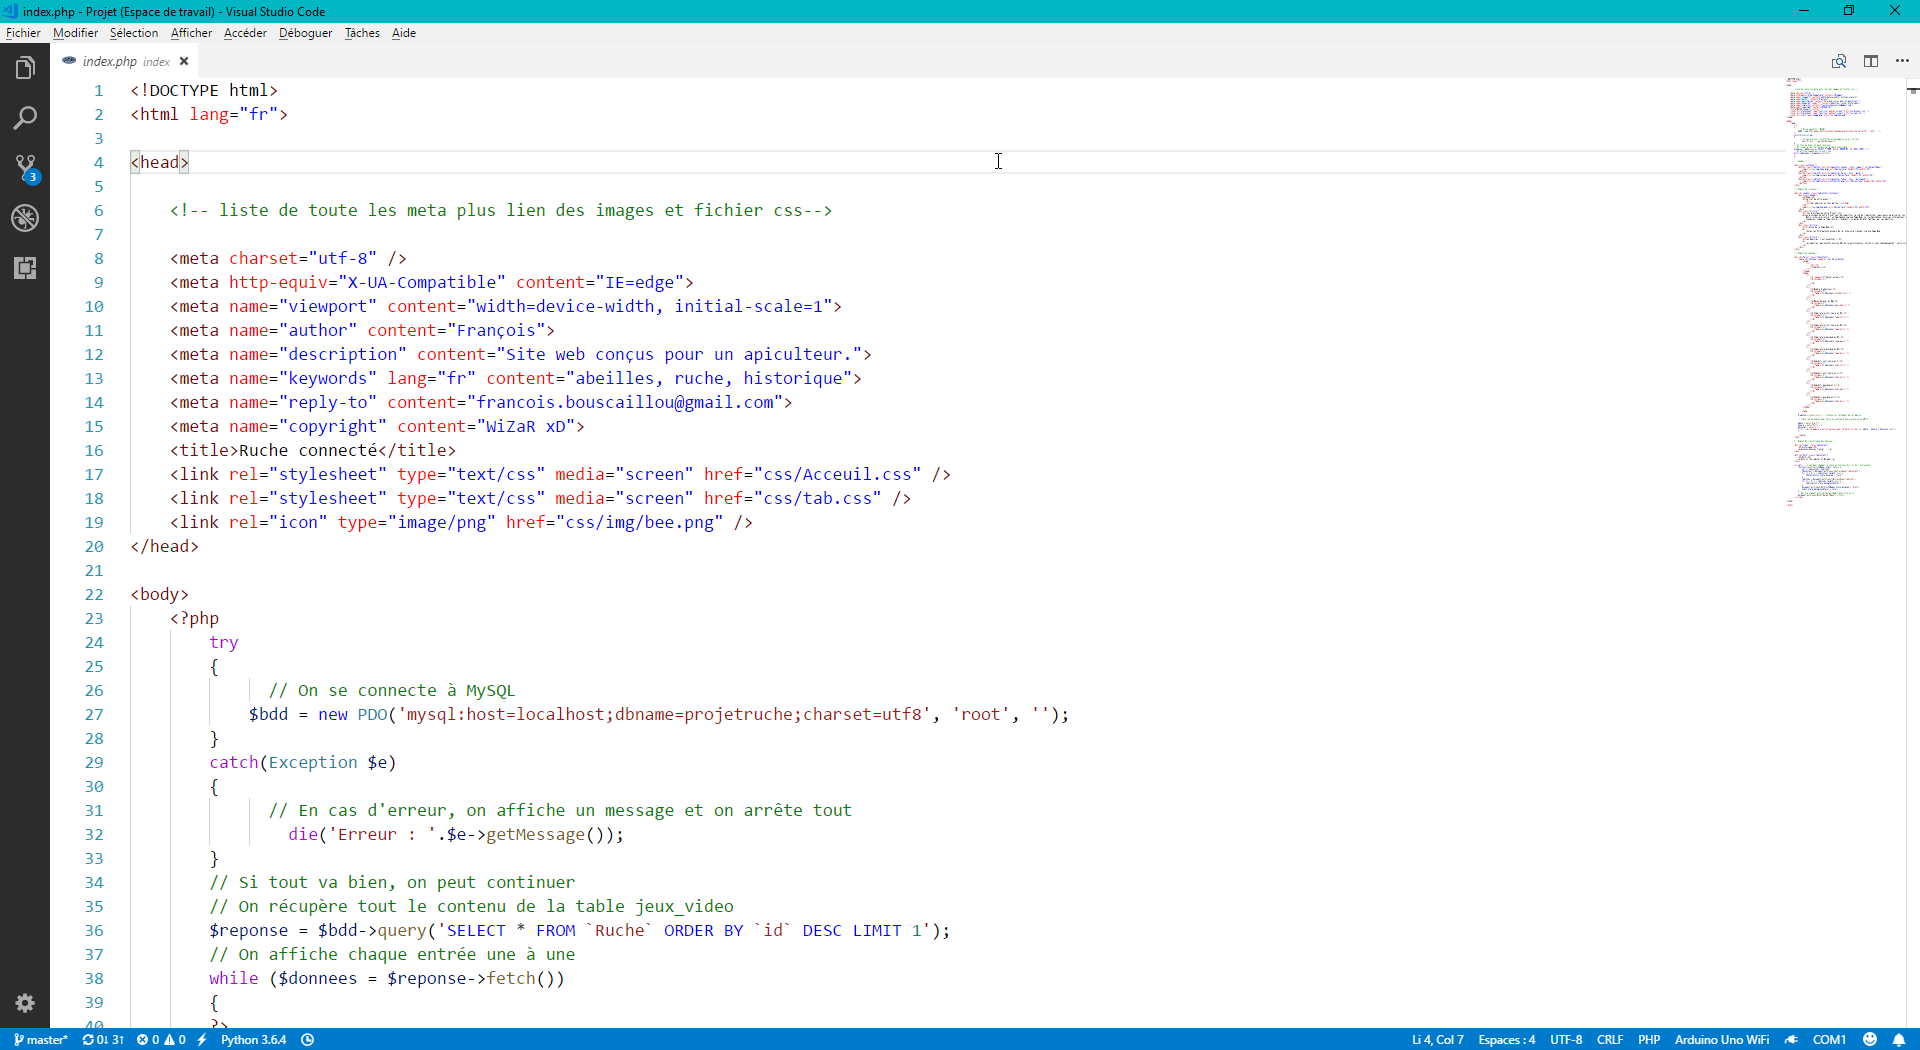 index.php - Projet (Espace de travail) - Visual Studio Code
Fichier Modifier Sélection Afficher Accéder Déboguer Tâches Aide
index.php index
1 <!DOCTYPE html>
2 <html lang="fr">
3
4 <head>
5
6 <!-- liste de toute les meta plus lien des images et fichier css-->
7
8 <meta charset="utf-8" />
9 <meta http-equiv="X-UA-Compatible" content="IE=edge">
10 <meta name="viewport" content="width=device-width, initial-scale=1">
11 <meta name="author" content="François">
12 <meta name="description" content="Site web conçus pour un apiculteur.">
13 <meta name="keywords" lang="fr" content="abeilles, ruche, historique">
14 <meta name="reply-to" content="francois.bouscaillou@gmail.com">
15 <meta name="copyright" content="WiZaR xD">
16 <title>Ruche connecté</title>
17 <link rel="stylesheet" type="text/css" media="screen" href="css/Acceuil.css" />
18 <link rel="stylesheet" type="text/css" media="screen" href="css/tab.css" />
19 <link rel="icon" type="image/png" href="css/img/bee.png" />
20 </head>
21
22 <body>
23 <?php
24 try
25 {
26 // On se connecte à MySQL
27 $bdd = new PDO('mysql:host=localhost;dbname=projetruche;charset=utf8', 'root', '');
28 }
29 catch(Exception $e)
30 {
31 // En cas d'erreur, on affiche un message et on arrête tout
32 die('Erreur : '.$e->getMessage());
33 }
34 // Si tout va bien, on peut continuer
35 // On récupère tout le contenu de la table jeux_video
36 $reponse = $bdd->query('SELECT * FROM `Ruche` ORDER BY `id` DESC LIMIT 1');
37 // On affiche chaque entrée une à une
38 while ($donnees = $reponse->fetch())
39 {
40 ?>
3
master* 0↓ 3↑ 0 0 Python 3.6.4 Li 4, Col 7 Espaces : 4 UTF-8 CRLF PHP Arduino Uno WiFi COM1